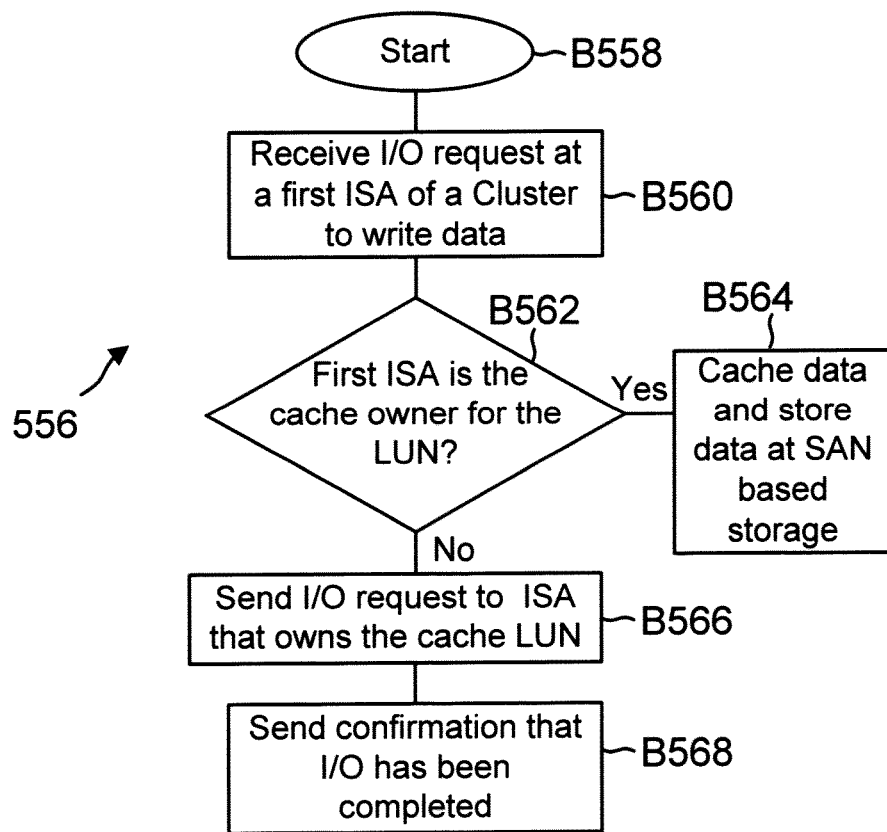 Start
B558
Receive I/O request at
a first ISA of a Cluster
to write data
B560
B562
First ISA is the
cache owner for the
LUN?
Yes
B564
Cache data
and store
data at SAN
based
storage
556
No
Send I/O request to ISA
that owns the cache LUN
B566
Send confirmation that
I/O has been
completed
B568